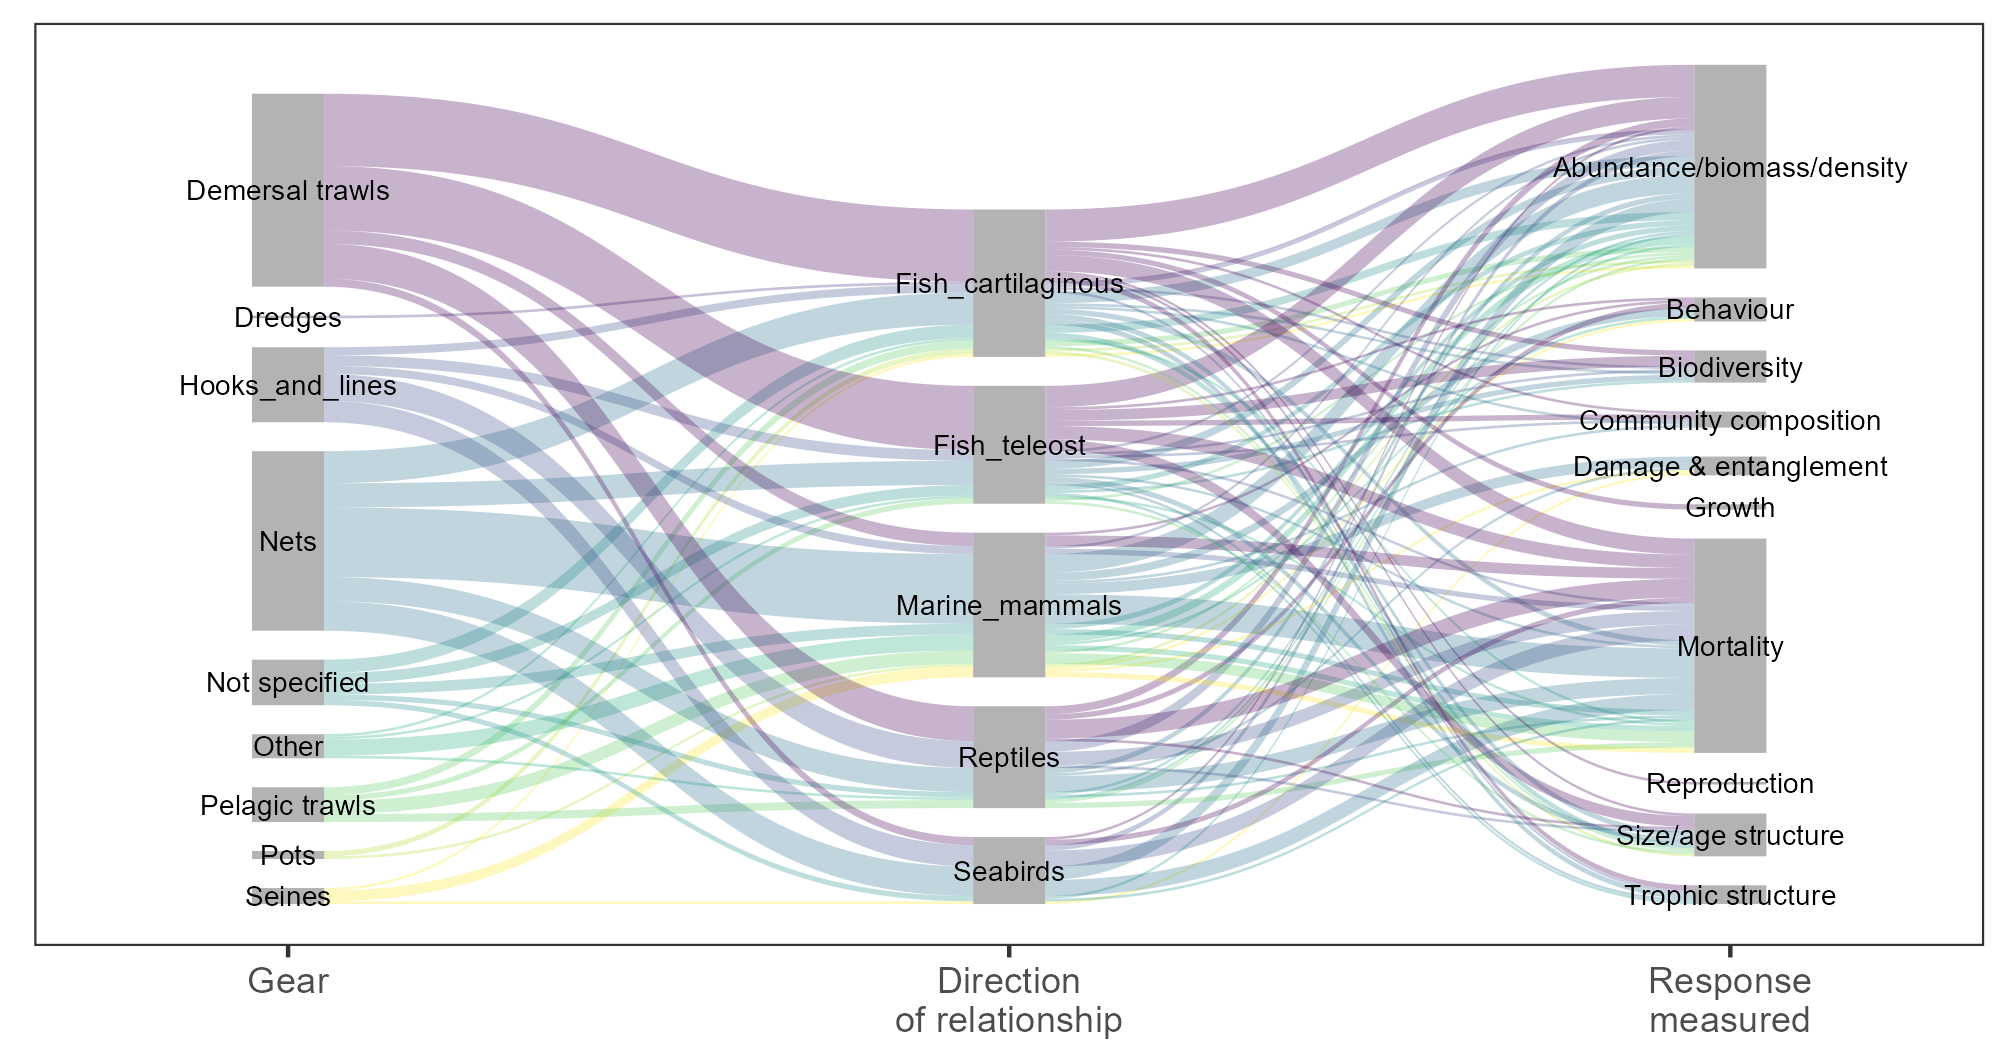 Demersal trawls
Dredges
Hooks_and_lines
Nets
Not specified
Other
Pelagic trawls
Pots
Seines
Fish_cartilaginous
Fish_teleost
Marine_mammals
Reptiles
Seabirds
Abundance/biomass/density
Behaviour
Biodiversity
Community composition
Damage & entanglement
Growth
Mortality
Reproduction
Size/age structure
Trophic structure
Gear
Direction
of relationship
Response
measured